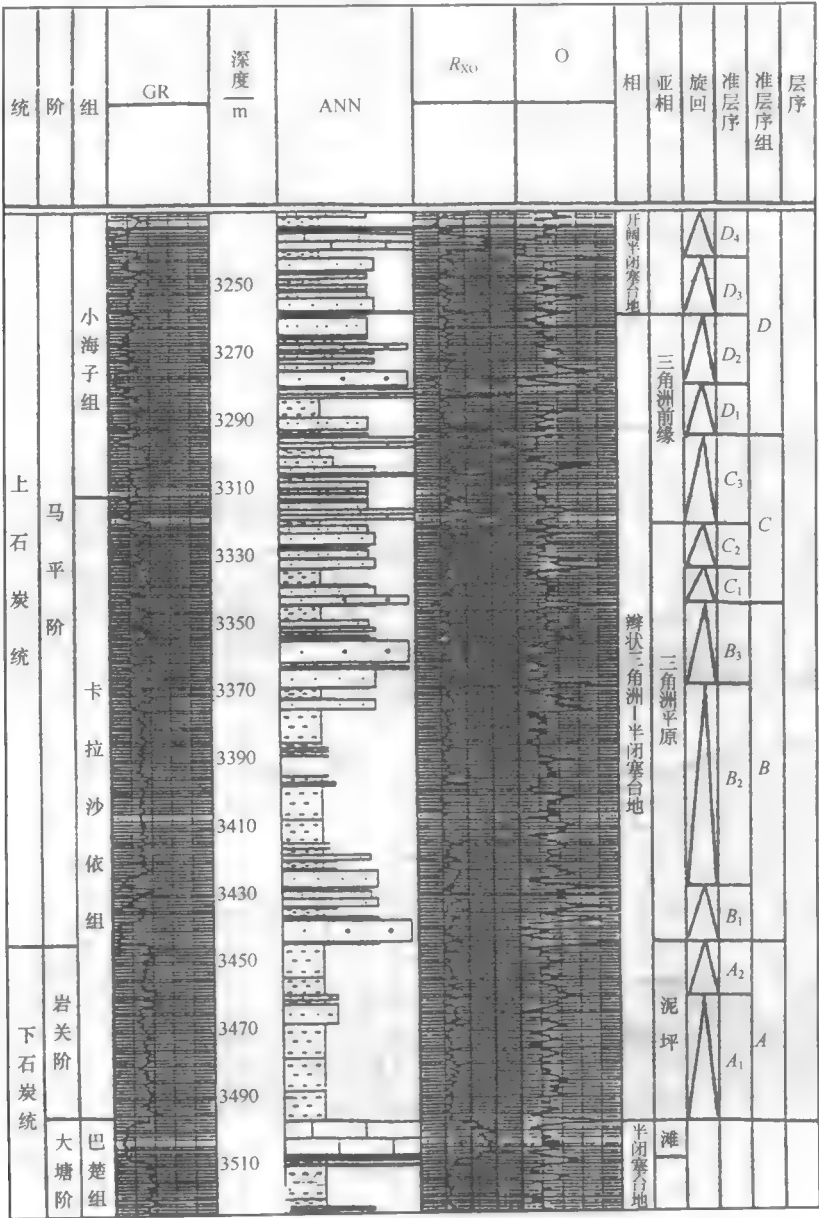 统
阶
组
GR
深度
m
ANN
R_XO
O
相
亚相
旋回
准层序
准层序组
层序
上石炭统
下石炭统
马平阶
岩关阶
大塘阶
小海子组
卡拉沙依组
巴楚组
3250
3270
3290
3310
3330
3350
3370
3390
3410
3430
3450
3470
3490
3510
开阔半闭塞台地
辫状三角洲-半闭塞台地
半闭塞台地
三角洲前缘
三角洲平原
泥坪
滩
D4
D3
D2
D1
C3
C2
C1
B3
B2
B1
A2
A1
D
C
B
A